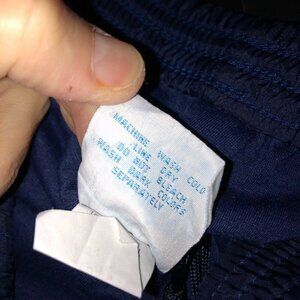 MACHINE WASH COLD
LINE DRY
DO NOT BLEACH
WASH DARK COLORS
SEPARATELY